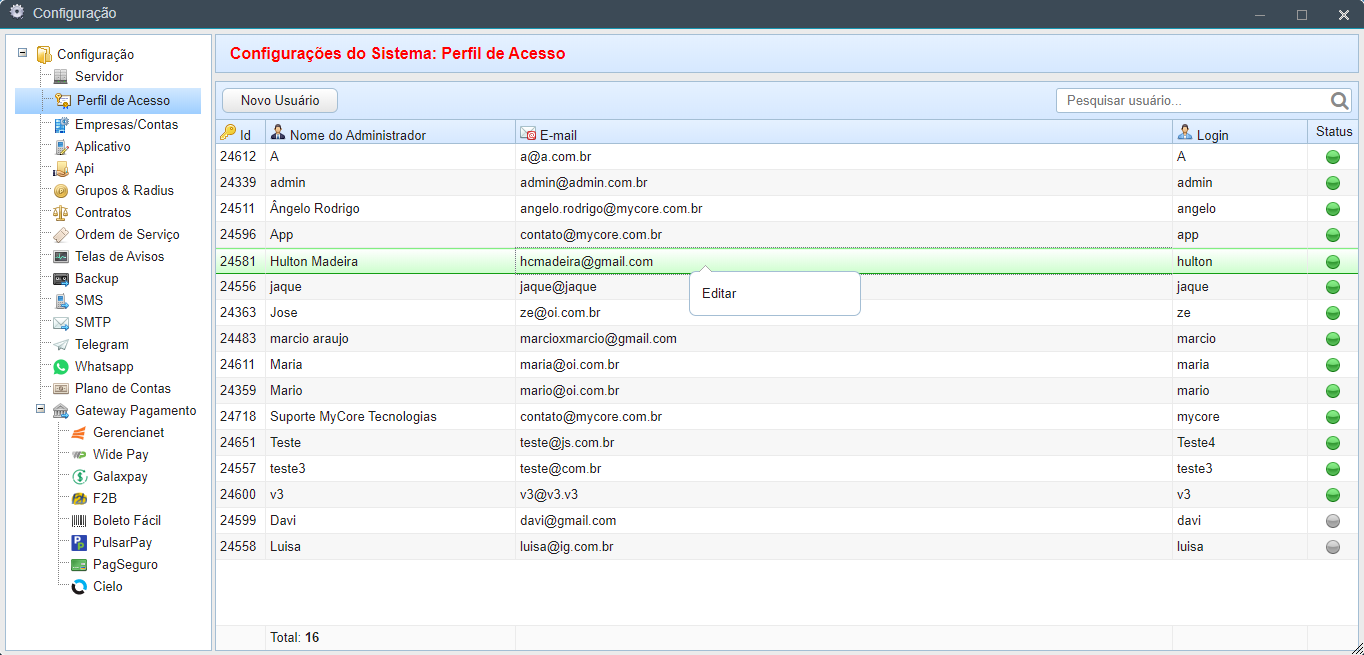 Configuração
Configuração
Servidor
Perfil de Acesso
Empresas/Contas
Aplicativo
Api
Grupos & Radius
Contratos
Ordem de Serviço
Telas de Avisos
Backup
SMS
SMTP
Telegram
Whatsapp
Plano de Contas
Gateway Pagamento
Gerencianet
Wide Pay
Galaxpay
F2B
Boleto Fácil
PulsarPay
PagSeguro
Cielo
Configurações do Sistema: Perfil de Acesso
Novo Usuário Pesquisar usuário...
Id Nome do Administrador E-mail Login Status
24612 A a@a.com.br A
24339 admin admin@admin.com.br admin
24511 Ângelo Rodrigo angelo.rodrigo@mycore.com.br angelo
24596 App contato@mycore.com.br app
24581 Hulton Madeira hcmadeira@gmail.com hulton
24556 jaque jaque@jaque jaque
Editar
24363 Jose ze@oi.com.br ze
24483 marcio araujo marcioxmarcio@gmail.com marcio
24611 Maria maria@oi.com.br maria
24359 Mario mario@oi.com.br mario
24718 Suporte MyCore Tecnologias contato@mycore.com.br mycore
24651 Teste teste@js.com.br Teste4
24557 teste3 teste@com.br teste3
24600 v3 v3@v3.v3 v3
24599 Davi davi@gmail.com davi
24558 Luisa luisa@ig.com.br luisa
Total: 16